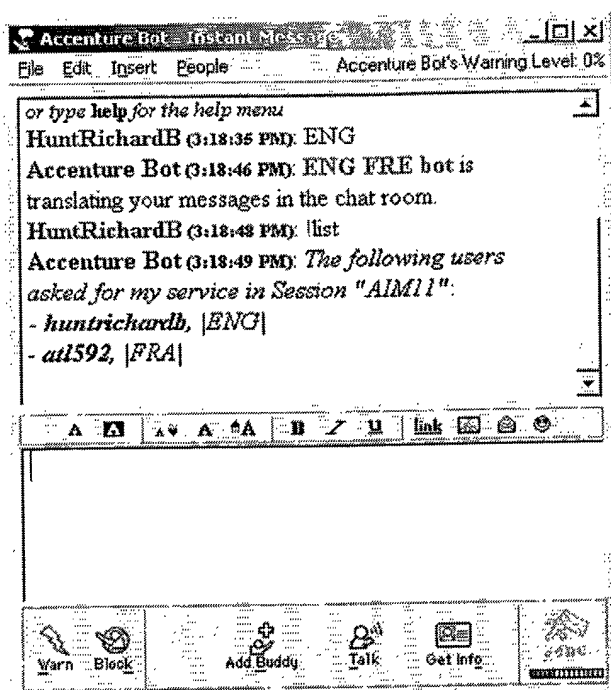 Accenture Bot - Instant Message
File Edit Insert People Accenture Bot's Warning Level: 0%
or type help for the help menu
HuntRichardB (3:18:35 PM): ENG
Accenture Bot (3:18:46 PM): ENG FRE bot is
translating your messages in the chat room.
HuntRichardB (3:18:48 PM): !list
Accenture Bot (3:18:49 PM): The following users
asked for my service in Session "AIM11":
- huntrichardb, |ENG|
- atl592, |FRA|
A A A A A B I U link
Warn Block Add Buddy Talk Get Info